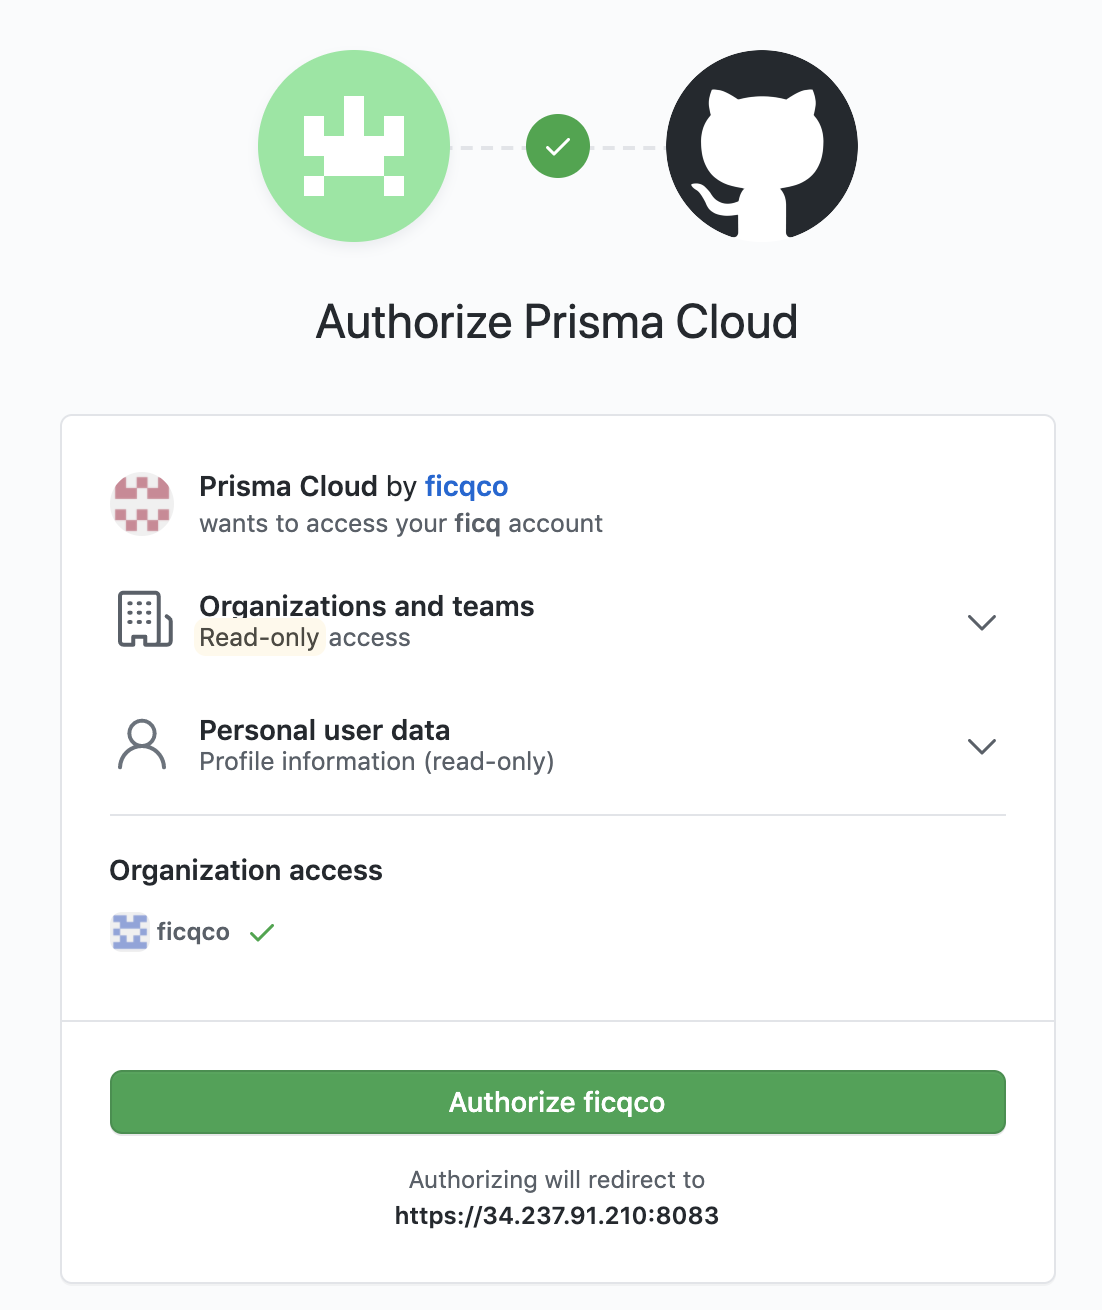 Authorize Prisma Cloud
Prisma Cloud by ficqco
wants to access your ficq account
Organizations and teams
Read-only access
Personal user data
Profile information (read-only)
Organization access
ficqco
Authorize ficqco
Authorizing will redirect to
https://34.237.91.210:8083